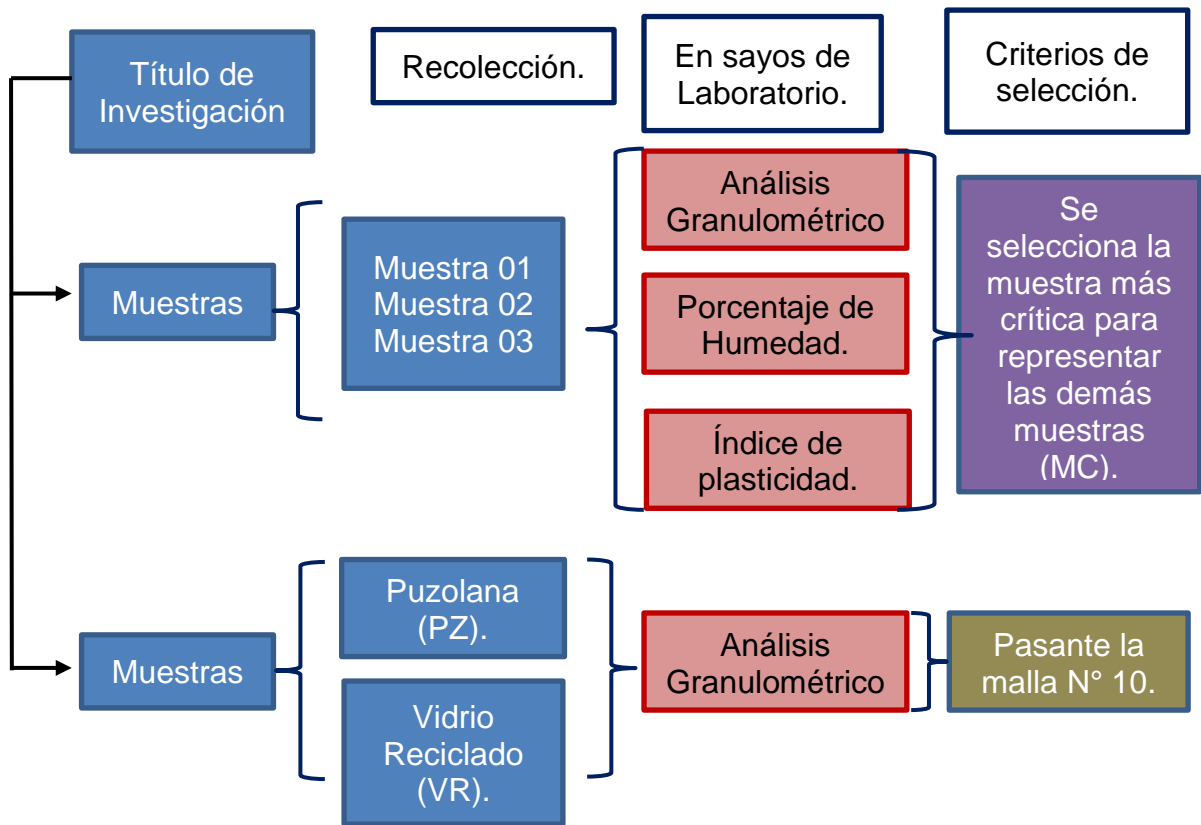 Título de
Investigación
Recolección.
En sayos de
Laboratorio.
Criterios de
selección.
Muestras
Muestra 01
Muestra 02
Muestra 03
Análisis
Granulométrico
Porcentaje de
Humedad.
Índice de
plasticidad.
Se
selecciona la
muestra más
crítica para
representar
las demás
muestras
(MC).
Muestras
Puzolana
(PZ).
Vidrio
Reciclado
(VR).
Análisis
Granulométrico
Pasante la
malla N° 10.